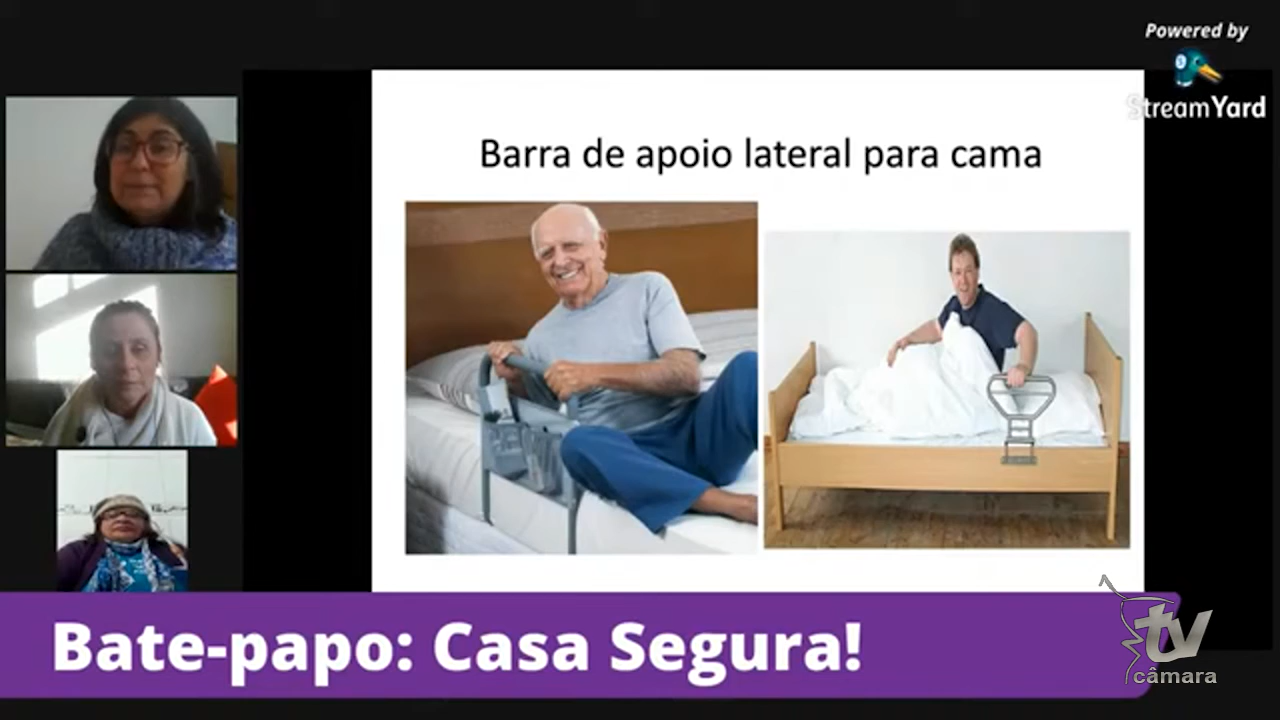 Powered by
StreamYard
Barra de apoio lateral para cama
Bate-papo: Casa Segura!
tv
câmara